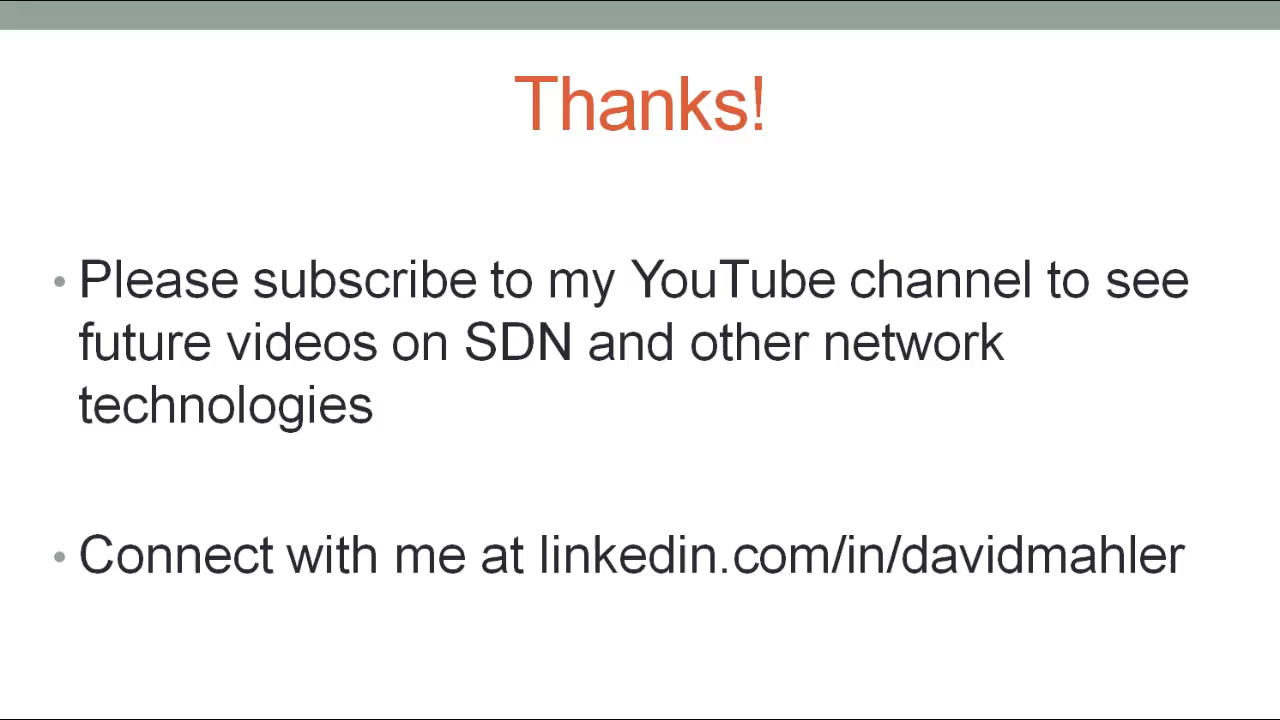 Thanks!
• Please subscribe to my YouTube channel to see
future videos on SDN and other network
technologies
• Connect with me at linkedin.com/in/davidmahler